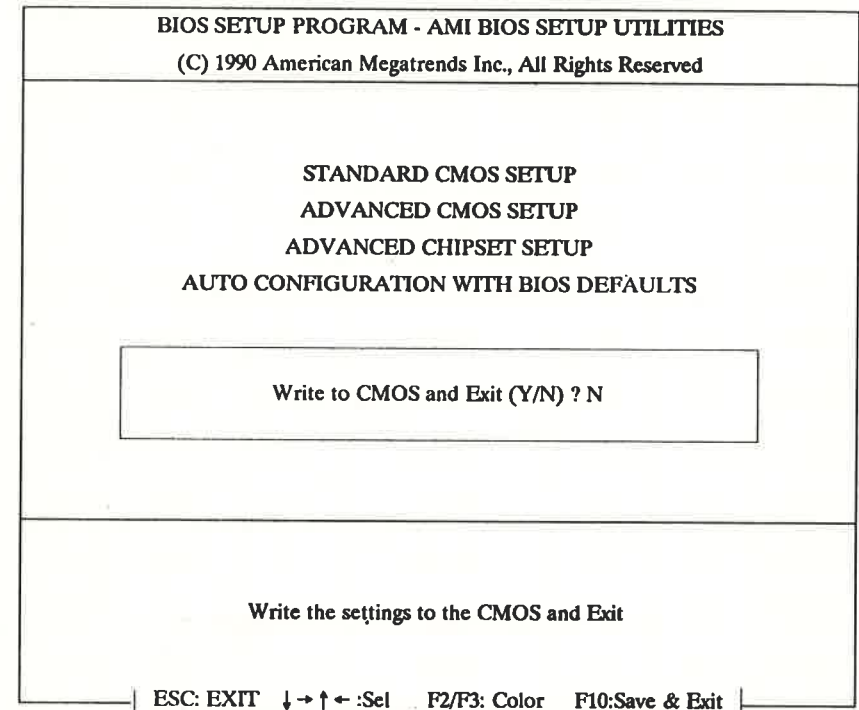 BIOS SETUP PROGRAM - AMI BIOS SETUP UTILITIES
(C) 1990 American Megatrends Inc., All Rights Reserved
STANDARD CMOS SETUP
ADVANCED CMOS SETUP
ADVANCED CHIPSET SETUP
AUTO CONFIGURATION WITH BIOS DEFAULTS
Write to CMOS and Exit (Y/N) ? N
Write the settings to the CMOS and Exit
ESC: EXIT ↓→↑← :Sel F2/F3: Color F10:Save & Exit